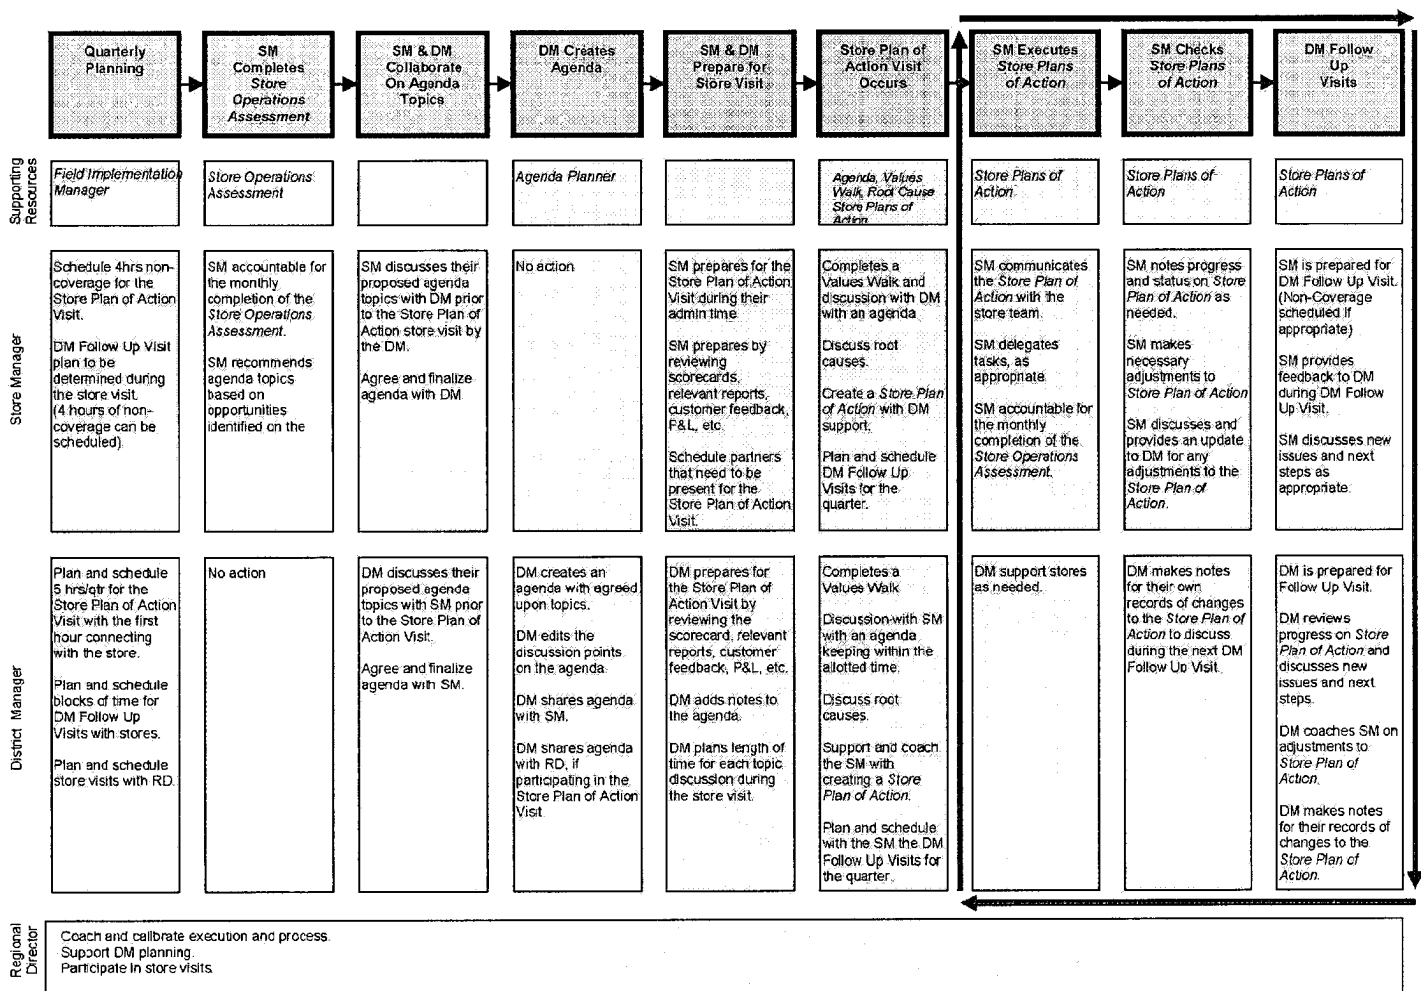 Quarterly
Planning
SM
Completes
Store
Operations
Assessment
SM & DM
Collaborate
On Agenda
Topics
DM Creates
Agenda
SM & DM
Prepare for
Store Visit
Store Plan of
Action Visit
Occurs
SM Executes
Store Plans
of Action
SM Checks
Store Plans
of Action
DM Follow
Up
Visits
Supporting
Resources
Field Implementation
Manager
Store Operations
Assessment
Agenda Planner
Agenda, Values
Walk, Root Cause
Store Plans of
Action
Store Plans of
Action
Store Plans of
Action
Store Plans of
Action
Store Manager
Schedule 4hrs non-
coverage for the
Store Plan of Action
Visit.
DM Follow Up Visit
plan to be
determined during
the store visit.
(4 hours of non-
coverage can be
scheduled)
SM accountable for
the monthly
completion of the
Store Operations
Assessment.
SM recommends
agenda topics
based on
opportunities
identified on the
SM discusses their
proposed agenda
topics with DM prior
to the Store Plan of
Action store visit by
the DM.
Agree and finalize
agenda with DM.
No action
SM prepares for the
Store Plan of Action
Visit during their
admin time
SM prepares by
reviewing
scorecards,
relevant reports,
customer feedback,
P&L, etc.
Schedule partners
that need to be
present for the
Store Plan of Action
Visit.
Completes a
Values Walk and
discussion with DM
with an agenda
Discuss root
causes.
Create a Store Plan
of Action with DM
support.
Plan and schedule
DM Follow Up
Visits for the
quarter.
SM communicates
the Store Plan of
Action with the
store team.
SM delegates
tasks, as
appropriate
SM accountable for
the monthly
completion of the
Store Operations
Assessment.
SM notes progress
and status on Store
Plan of Action as
needed.
SM makes
necessary
adjustments to
Store Plan of Action
SM discusses and
provides an update
to DM for any
adjustments to the
Store Plan of
Action.
SM is prepared for
DM Follow Up Visit.
(Non-Coverage
scheduled if
appropriate)
SM provides
feedback to DM
during DM Follow
Up Visit.
SM discusses new
issues and next
steps as
appropriate.
District Manager
Plan and schedule
5 hrs/qtr for the
Store Plan of Action
Visit with the first
hour connecting
with the store.
Plan and schedule
blocks of time for
DM Follow Up
Visits with stores.
Plan and schedule
store visits with RD.
No action
DM discusses their
proposed agenda
topics with SM prior
to the Store Plan of
Action Visit.
Agree and finalize
agenda with SM.
DM creates an
agenda with agreed
upon topics.
DM edits the
discussion points
on the agenda
DM shares agenda
with SM.
DM shares agenda
with RD, if
participating in the
Store Plan of Action
Visit
DM prepares for
the Store Plan of
Action Visit by
reviewing the
scorecard, relevant
reports, customer
feedback, P&L, etc.
DM adds notes to
the agenda.
DM plans length of
time for each topic
discussion during
the store visit.
Completes a
Values Walk
Discussion with SM
with an agenda
keeping within the
allotted time.
Discuss root
causes.
Support and coach
the SM with
creating a Store
Plan of Action.
Plan and schedule
with the SM the DM
Follow Up Visits for
the quarter.
DM support stores
as needed.
DM makes notes
for their own
records of changes
to the Store Plan of
Action to discuss
during the next DM
Follow Up Visit.
DM is prepared for
Follow Up Visit.
DM reviews
progress on Store
Plan of Action and
discusses new
issues and next
steps.
DM coaches SM on
adjustments to
Store Plan of
Action.
DM makes notes
for their records of
changes to the
Store Plan of
Action.
Regional
Director
Coach and calibrate execution and process.
Support DM planning.
Participate in store visits.